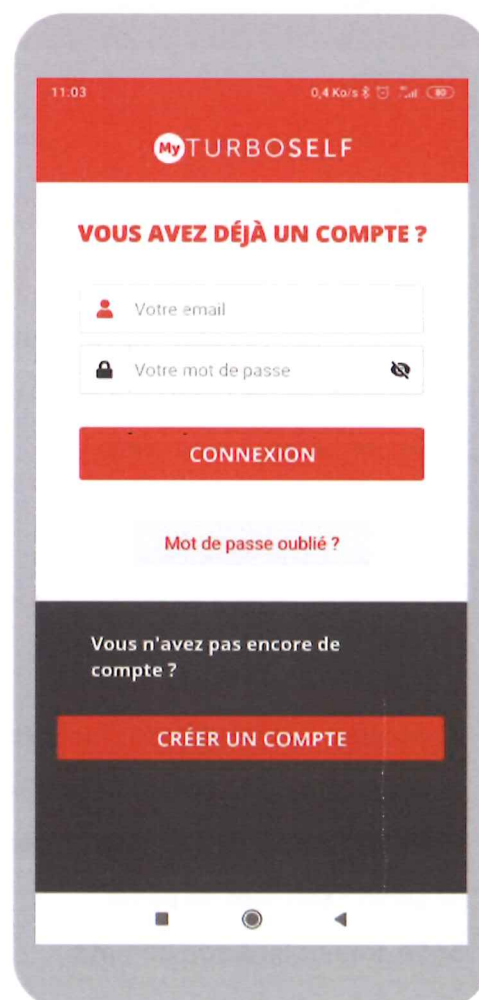 11:03 0,4 Ko/s 80
My TURBOSELF
VOUS AVEZ DÉJÀ UN COMPTE ?
Votre email
Votre mot de passe
CONNEXION
Mot de passe oublié ?
Vous n'avez pas encore de
compte ?
CRÉER UN COMPTE